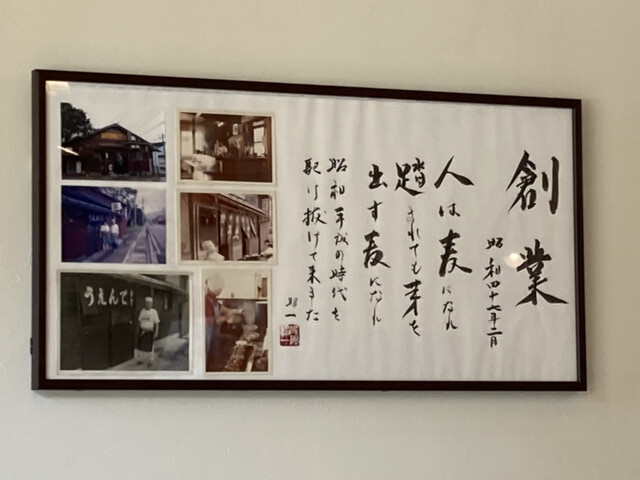 創業
昭和四十七年二月
人は麦になれ
踏まれても芽を
出す麦になれ
昭和平成の時代を
駆け抜けて来ました
うえんで